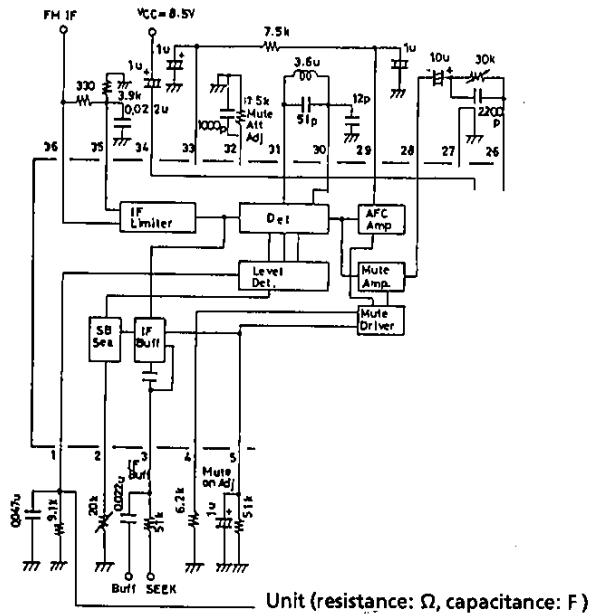 FM IF
VCC=8.5V
7.5k
1u
1u
1u
3.6u
10u
30k
330
3.9k
0.022u
1000p
17.5k
Mute
Att
Adj
51p
12p
2200
p
36
35
34
33
32
31
30
29
28
27
26
IF
Limiter
Det
AFC
Amp
Level
Det.
Mute
Amp.
SB
Sea
IF
Buff
Mute
Driver
1
2
3
4
5
IF
Buff
Mute
on Adj
0.047u
9.1k
20k
0.022u
51k
6.2k
1u
51k
Buff
SEEK
Unit (resistance: Ω, capacitance: F)